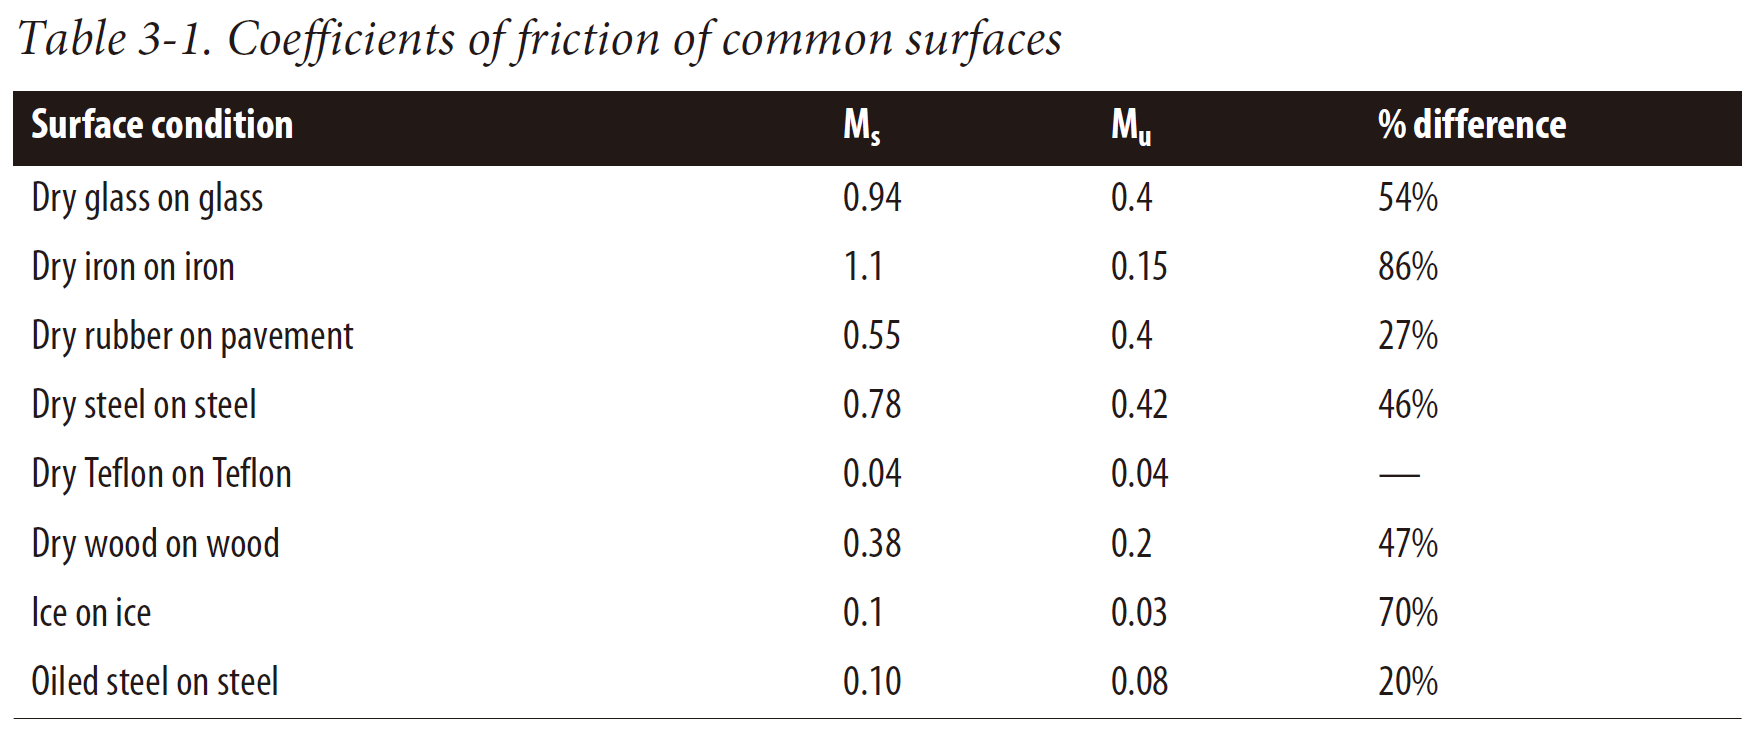 Table 3-1. Coefficients of friction of common surfaces
Surface condition Ms Mu % difference
Dry glass on glass 0.94 0.4 54%
Dry iron on iron 1.1 0.15 86%
Dry rubber on pavement 0.55 0.4 27%
Dry steel on steel 0.78 0.42 46%
Dry Teflon on Teflon 0.04 0.04 —
Dry wood on wood 0.38 0.2 47%
Ice on ice 0.1 0.03 70%
Oiled steel on steel 0.10 0.08 20%